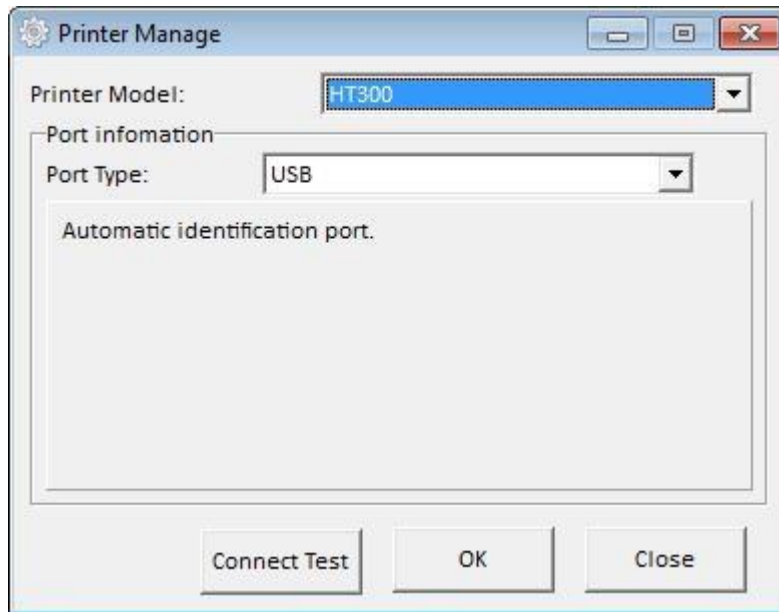 Printer Manage
Printer Model: HT300
Port infomation
Port Type: USB
Automatic identification port.
Connect Test OK Close